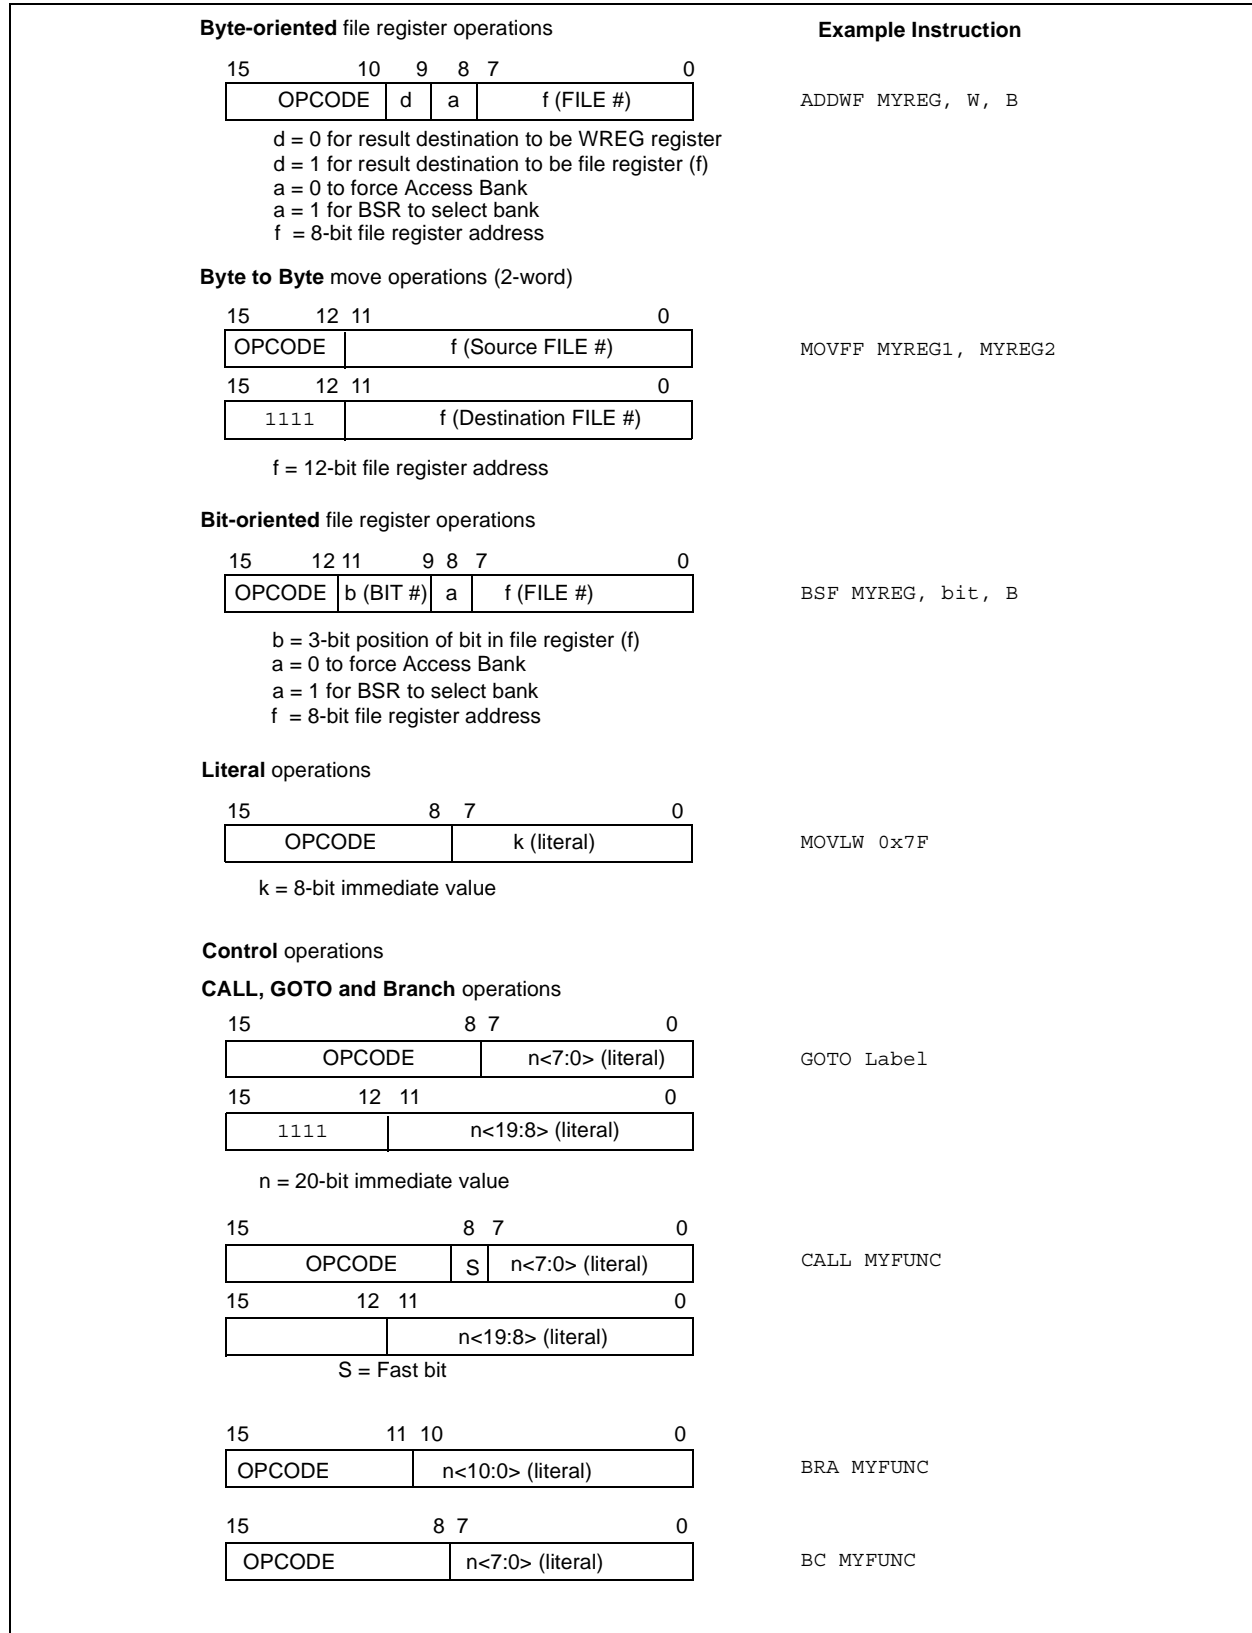 Byte-oriented file register operations Example Instruction
15 10 9 8 7 0
OPCODE d a f (FILE #) ADDWF MYREG, W, B
d = 0 for result destination to be WREG register
d = 1 for result destination to be file register (f)
a = 0 to force Access Bank
a = 1 for BSR to select bank
f = 8-bit file register address
Byte to Byte move operations (2-word)
15 12 11 0
OPCODE f (Source FILE #) MOVFF MYREG1, MYREG2
15 12 11 0
1111 f (Destination FILE #)
f = 12-bit file register address
Bit-oriented file register operations
15 12 11 9 8 7 0
OPCODE b (BIT #) a f (FILE #) BSF MYREG, bit, B
b = 3-bit position of bit in file register (f)
a = 0 to force Access Bank
a = 1 for BSR to select bank
f = 8-bit file register address
Literal operations
15 8 7 0
OPCODE k (literal) MOVLW 0x7F
k = 8-bit immediate value
Control operations
CALL, GOTO and Branch operations
15 8 7 0
OPCODE n<7:0> (literal) GOTO Label
15 12 11 0
1111 n<19:8> (literal)
n = 20-bit immediate value
15 8 7 0
OPCODE S n<7:0> (literal) CALL MYFUNC
15 12 11 0
n<19:8> (literal)
S = Fast bit
15 11 10 0
OPCODE n<10:0> (literal) BRA MYFUNC
15 8 7 0
OPCODE n<7:0> (literal) BC MYFUNC